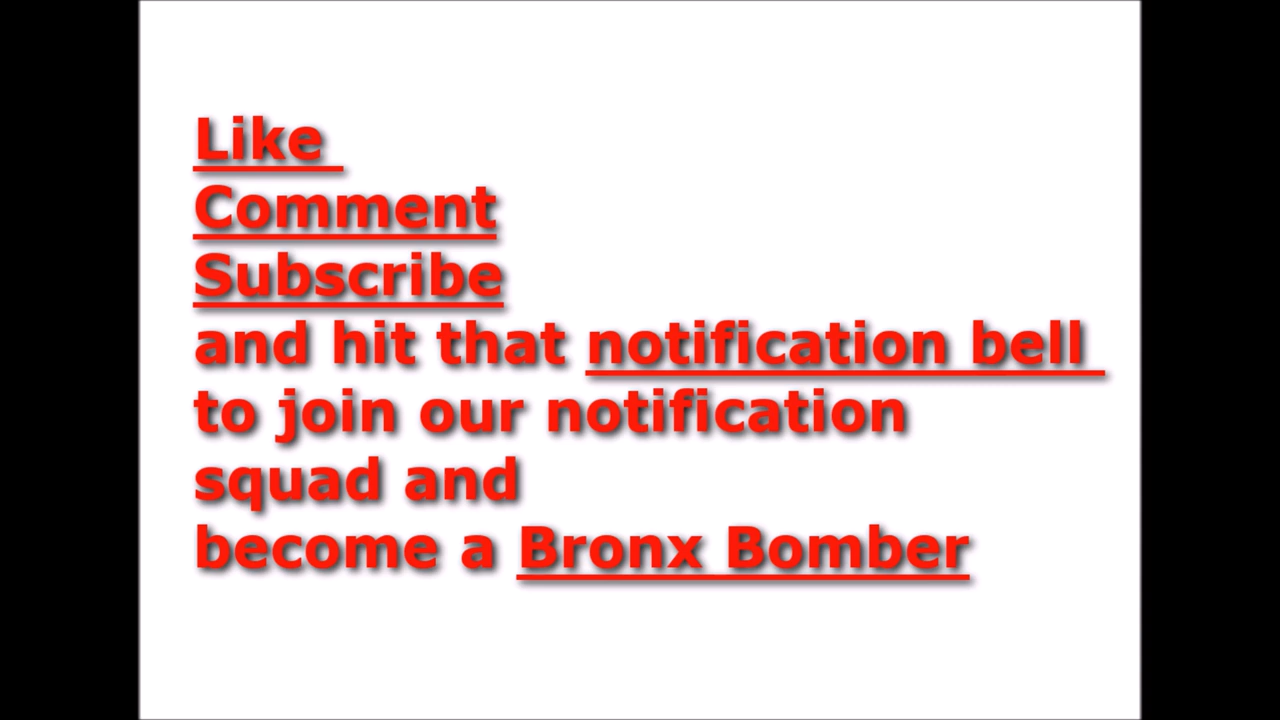 Like
Comment
Subscribe
and hit that notification bell
to join our notification
squad and
become a Bronx Bomber